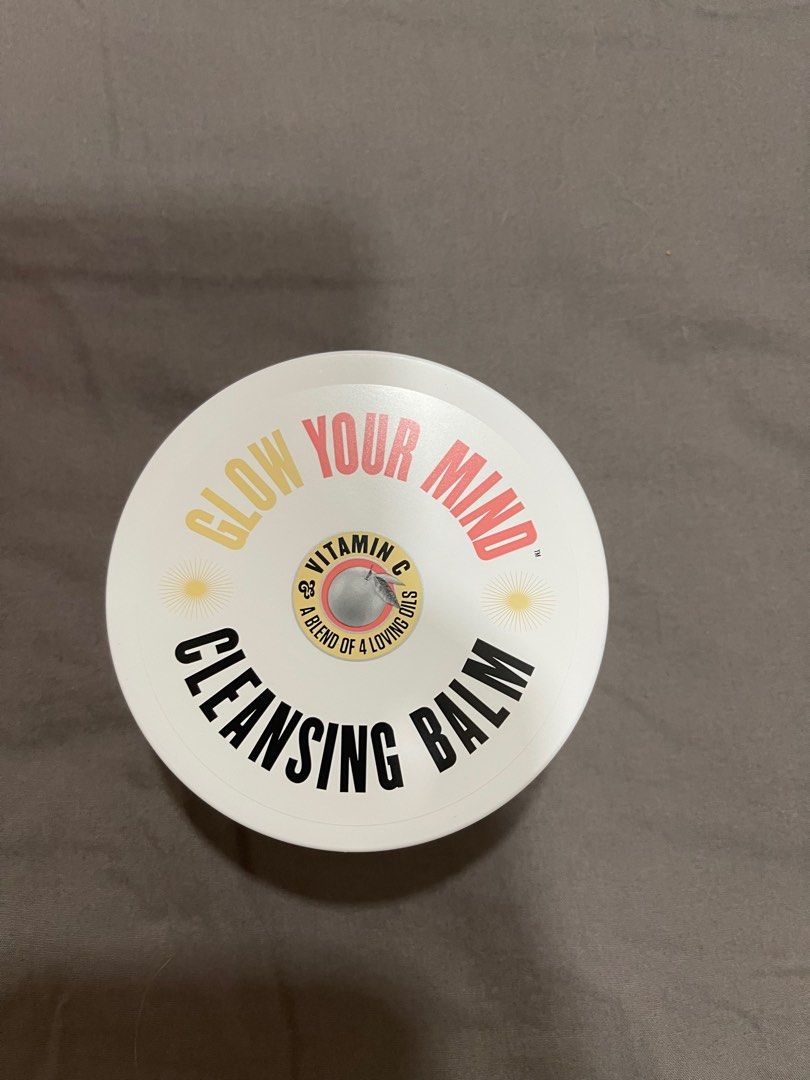 GLOW YOUR MIND™
VITAMIN C
& A BLEND OF 4 LOVING OILS
CLEANSING BALM